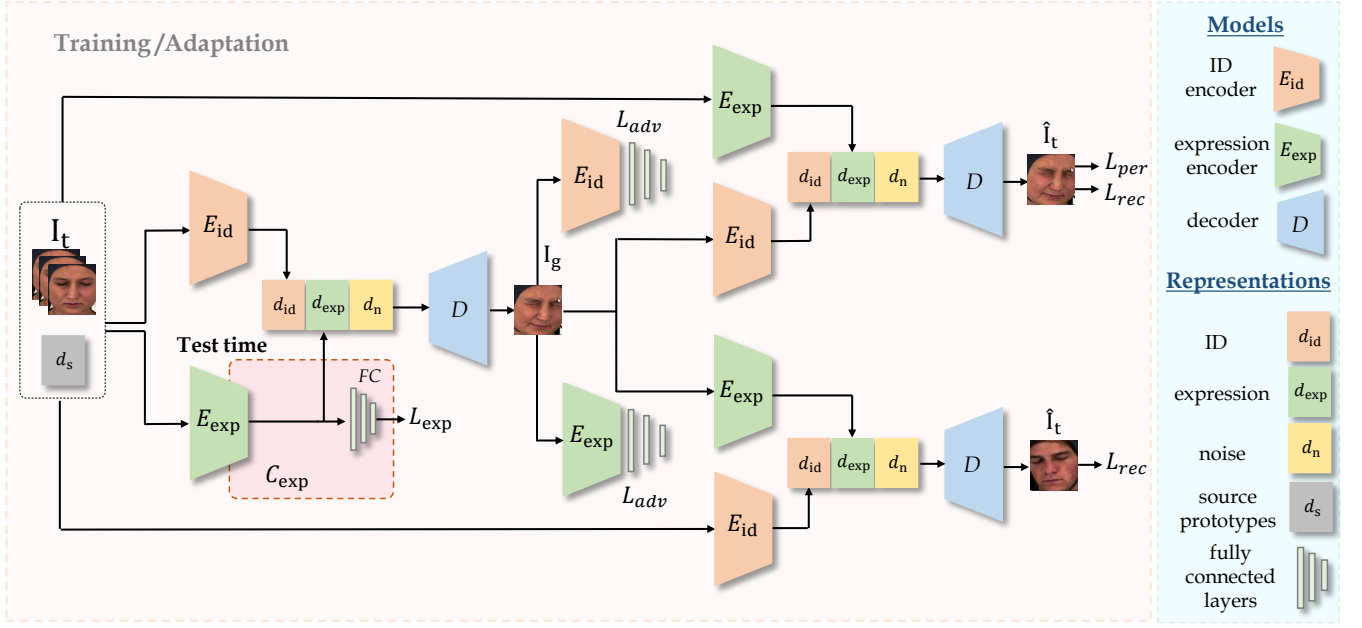 Training/Adaptation
I_t
d_s
E_id
E_exp
Test time
FC
L_exp
C_exp
d_id d_exp d_n
D
I_g
L_adv
E_id
E_exp
L_adv
E_exp
E_id
d_id d_exp d_n
D
Î_t
L_per
L_rec
E_exp
E_id
d_id d_exp d_n
D
Î_t
L_rec
Models
ID
encoder
E_id
expression
encoder
E_exp
decoder
D
Representations
ID
d_id
expression
d_exp
noise
d_n
source
prototypes
d_s
fully
connected
layers